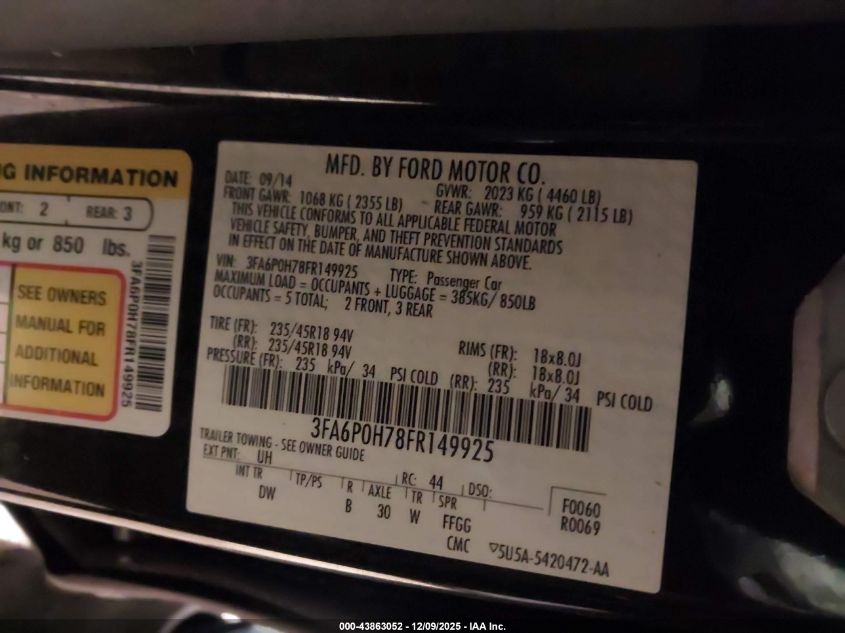 NG INFORMATION
ONT: 2 REAR: 3
kg or 850 lbs.
SEE OWNERS
MANUAL FOR
ADDITIONAL
INFORMATION
3FA6P0H78FR149925
MFD. BY FORD MOTOR CO.
DATE: 09/14 GVWR: 2023 KG ( 4460 LB)
FRONT GAWR: 1068 KG ( 2355 LB) REAR GAWR: 959 KG ( 2115 LB)
THIS VEHICLE CONFORMS TO ALL APPLICABLE FEDERAL MOTOR
VEHICLE SAFETY, BUMPER, AND THEFT PREVENTION STANDARDS
IN EFFECT ON THE DATE OF MANUFACTURE SHOWN ABOVE.
VIN: 3FA6P0H78FR149925 TYPE: Passenger Car
MAXIMUM LOAD = OCCUPANTS + LUGGAGE = 385KG/ 850LB
OCCUPANTS = 5 TOTAL; 2 FRONT, 3 REAR
TIRE (FR): 235/45R18 94V RIMS (FR): 18x8.0J
(RR): 235/45R18 94V (RR): 18x8.0J
PRESSURE (FR): 235 kPa/ 34 PSI COLD (RR): 235 kPa/ 34 PSI COLD
3FA6P0H78FR149925
TRAILER TOWING - SEE OWNER GUIDE
EXT PNT: UH RC: 44 DSO: F0060
INT TR TP/PS R AXLE TR SPR R0069
DW B 30 W FFGG
CMC ▽5U5A-5420472-AA
000-43863052 - 12/09/2025 - IAA Inc.